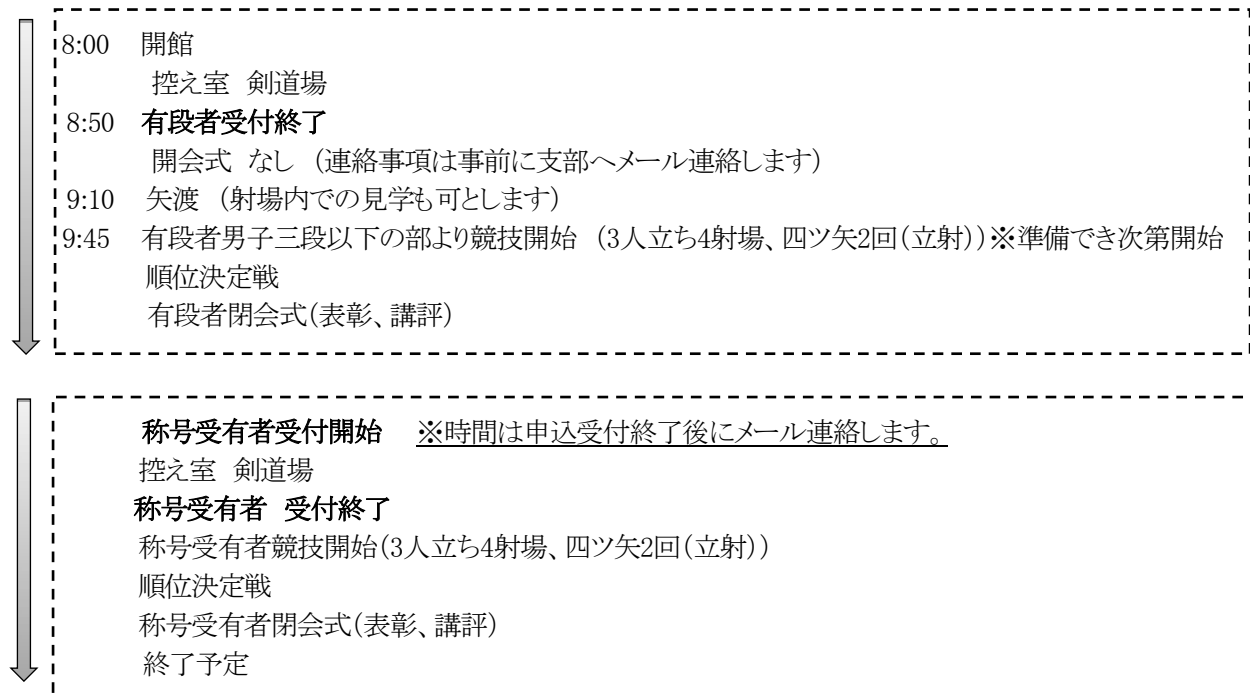 8:00 開館
控え室 剣道場
8:50 有段者受付終了
開会式 なし (連絡事項は事前に支部へメール連絡します)
9:10 矢渡 (射場内での見学も可とします)
9:45 有段者男子三段以下の部より競技開始 (3人立ち4射場、四ツ矢2回(立射))※準備でき次第開始
順位決定戦
有段者閉会式(表彰、講評)
称号受有者受付開始 ※時間は申込受付終了後にメール連絡します。
控え室 剣道場
称号受有者 受付終了
称号受有者競技開始(3人立ち4射場、四ツ矢2回(立射))
順位決定戦
称号受有者閉会式(表彰、講評)
終了予定